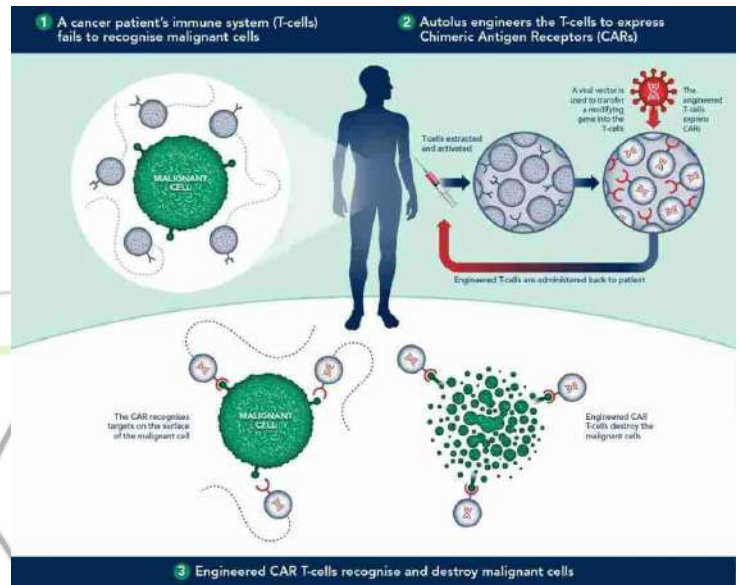 1 A cancer patient's immune system (T-cells)
fails to recognise malignant cells
2 Autolus engineers the T-cells to express
Chimeric Antigen Receptors (CARs)
MALIGNANT
CELL
T-cells extracted
and activated
A viral vector is
used to transfer
a modifying
gene into the
T-cells
The
engineered
T-cells
express
CARs
Engineered T-cells are administered back to patient
The CAR recognises
targets on the surface
of the malignant cell
MALIGNANT
CELL
Engineered CAR
T-cells destroy the
malignant cells
3 Engineered CAR T-cells recognise and destroy malignant cells